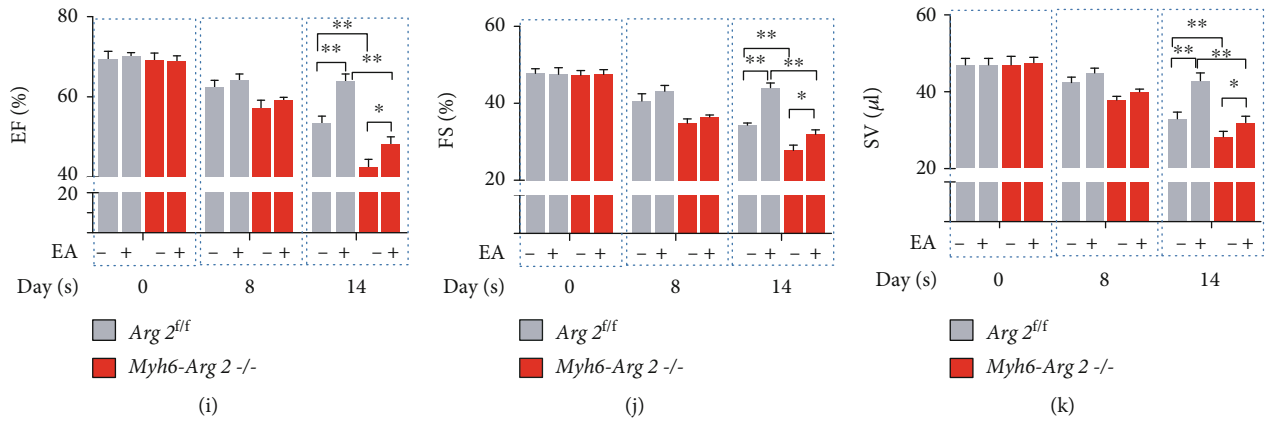 80
60
40
20
EF (%)
**
**
**
*
EA
– + – + – + – + – + – +
Day (s) 0 8 14
Arg 2f/f
Myh6-Arg 2 -/-
(i)
60
40
20
FS (%)
**
**
**
*
EA
– + – + – + – + – + – +
Day (s) 0 8 14
Arg 2f/f
Myh6-Arg 2 -/-
(j)
60
40
20
SV (μl)
**
**
**
*
EA
– + – + – + – + – + – +
Day (s) 0 8 14
Arg 2f/f
Myh6-Arg 2 -/-
(k)